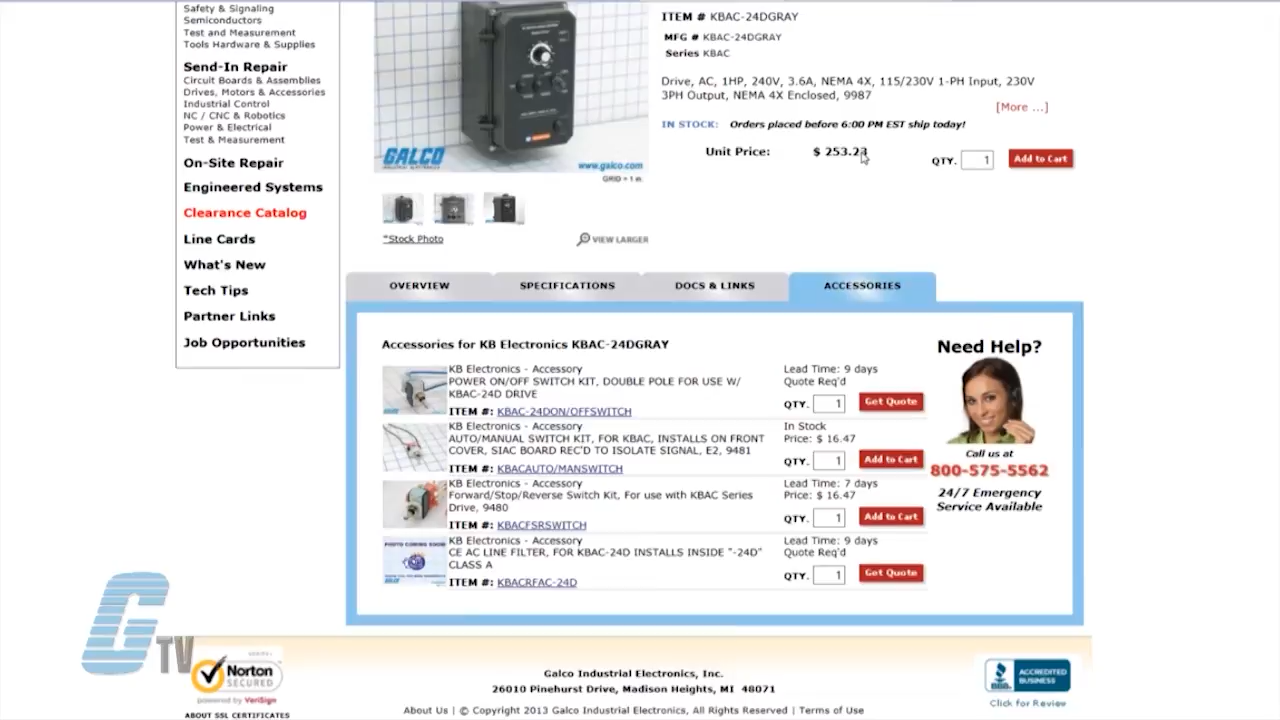 Safety & Signaling
Semiconductors
Test and Measurement
Tools Hardware & Supplies
Send-In Repair
Circuit Boards & Assemblies
Drives, Motors & Accessories
Industrial Control
NC / CNC & Robotics
Power & Electrical
Test & Measurement
On-Site Repair
Engineered Systems
Clearance Catalog
Line Cards
What's New
Tech Tips
Partner Links
Job Opportunities
GALCO
www.galco.com
GRID = 1 in
*Stock Photo
VIEW LARGER
ITEM # KBAC-24DGRAY
MFG # KBAC-24DGRAY
Series KBAC
Drive, AC, 1HP, 240V, 3.6A, NEMA 4X, 115/230V 1-PH Input, 230V
3PH Output, NEMA 4X Enclosed, 9987
[More ...]
IN STOCK: Orders placed before 6:00 PM EST ship today!
Unit Price: $ 253.23
QTY. 1 Add to Cart
OVERVIEW SPECIFICATIONS DOCS & LINKS ACCESSORIES
Accessories for KB Electronics KBAC-24DGRAY
KB Electronics - Accessory
POWER ON/OFF SWITCH KIT, DOUBLE POLE FOR USE W/
KBAC-24D DRIVE
ITEM #: KBAC-24DON/OFFSWITCH
Lead Time: 9 days
Quote Req'd
QTY. 1 Get Quote
KB Electronics - Accessory
AUTO/MANUAL SWITCH KIT, FOR KBAC, INSTALLS ON FRONT
COVER, SIAC BOARD REC'D TO ISOLATE SIGNAL, E2, 9481
ITEM #: KBACAUTO/MANSWITCH
In Stock
Price: $ 16.47
QTY. 1 Add to Cart
KB Electronics - Accessory
Forward/Stop/Reverse Switch Kit, For use with KBAC Series
Drive, 9480
ITEM #: KBACFSRSWITCH
Lead Time: 7 days
Price: $ 16.47
QTY. 1 Add to Cart
PHOTO COMING SOON
KB Electronics - Accessory
CE AC LINE FILTER, FOR KBAC-24D INSTALLS INSIDE "-24D"
CLASS A
ITEM #: KBACRFAC-24D
Lead Time: 9 days
Quote Req'd
QTY. 1 Get Quote
Need Help?
Call us at
800-575-5562
24/7 Emergency
Service Available
G TV
Norton
SECURED
powered by VeriSign
ABOUT SSL CERTIFICATES
Galco Industrial Electronics, Inc.
26010 Pinehurst Drive, Madison Heights, MI 48071
About Us | © Copyright 2013 Galco Industrial Electronics, All Rights Reserved | Terms of Use
BBB
ACCREDITED
BUSINESS
Click for Review